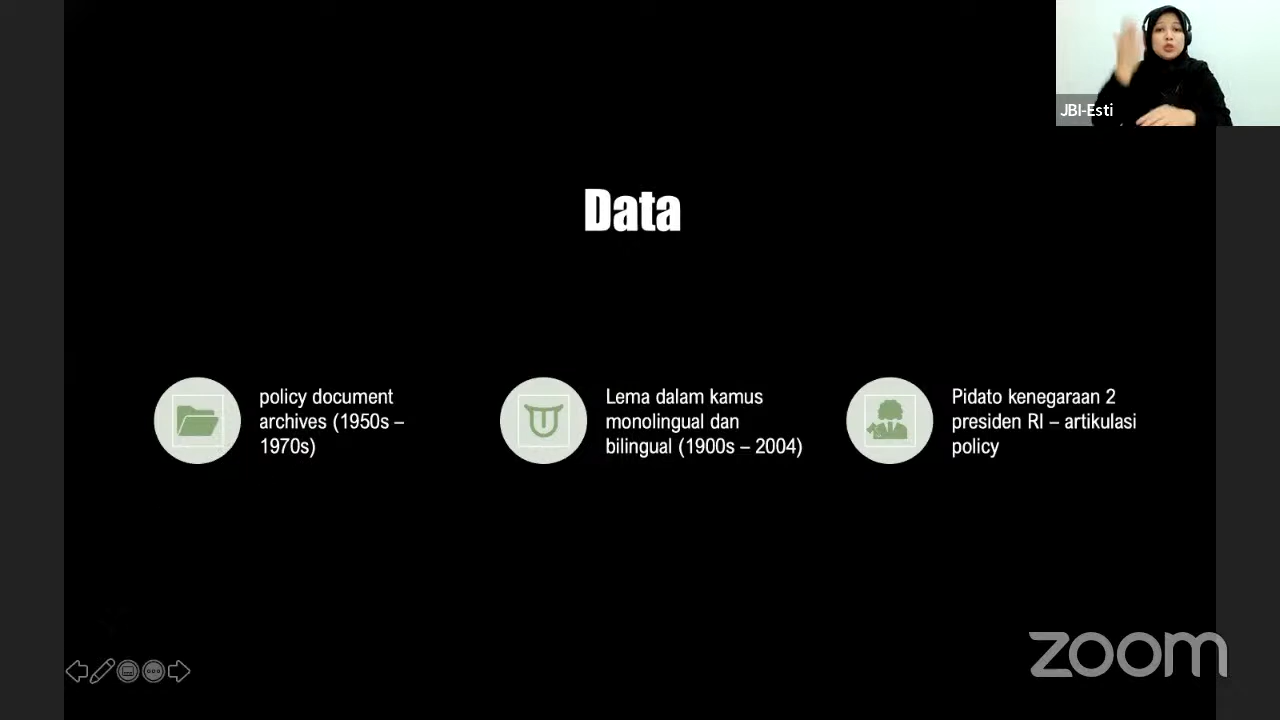 JBI-Esti
Data
policy document
archives (1950s –
1970s)
Lema dalam kamus
monolingual dan
bilingual (1900s – 2004)
Pidato kenegaraan 2
presiden RI – artikulasi
policy
zoom